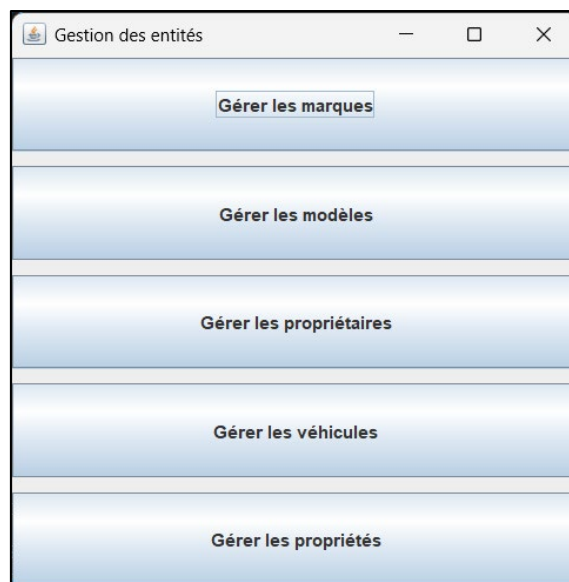 Gestion des entités
Gérer les marques
Gérer les modèles
Gérer les propriétaires
Gérer les véhicules
Gérer les propriétés